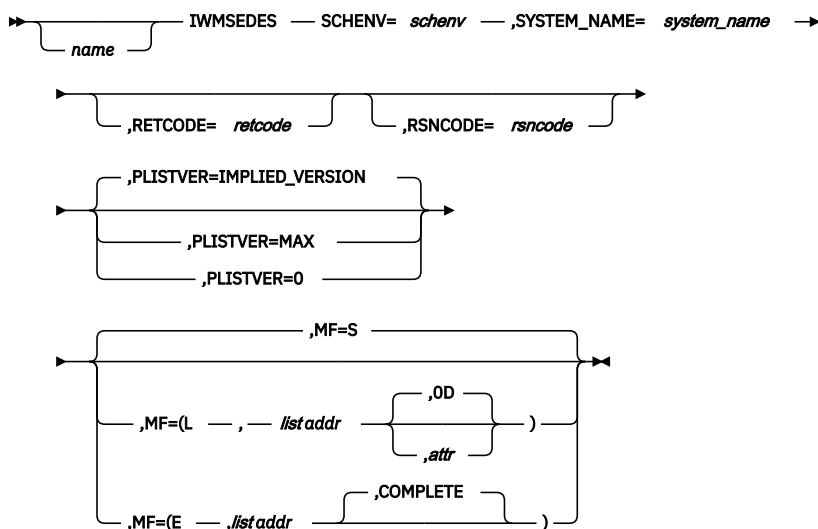 IWMSEDES SCHENV= schenv ,SYSTEM_NAME= system_name
name
,RETCODE= retcode ,RSNCODE= rsncode
,PLISTVER=IMPLIED_VERSION
,PLISTVER=MAX
,PLISTVER=0
,MF=S
,MF=(L , list addr ,0D )
,attr
,COMPLETE
,MF=(E ,list addr )